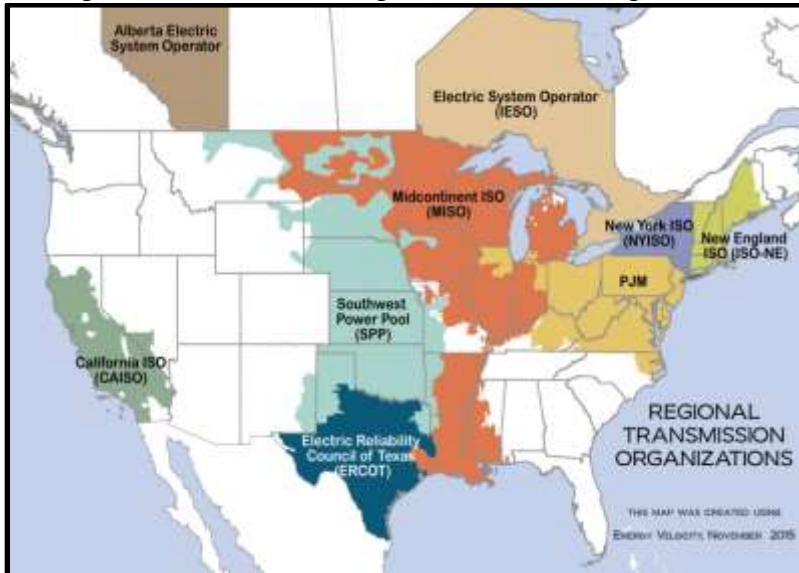 Alberta Electric
System Operator
Electric System Operator
(IESO)
Midcontinent ISO
(MISO)
New York ISO
(NYISO)
New England
ISO (ISO-NE)
PJM
Southwest
Power Pool
(SPP)
California ISO
(CAISO)
Electric Reliability
Council of Texas
(ERCOT)
REGIONAL
TRANSMISSION
ORGANIZATIONS
THIS MAP WAS CREATED USING
ENERGY VELOCITY, NOVEMBER 2015